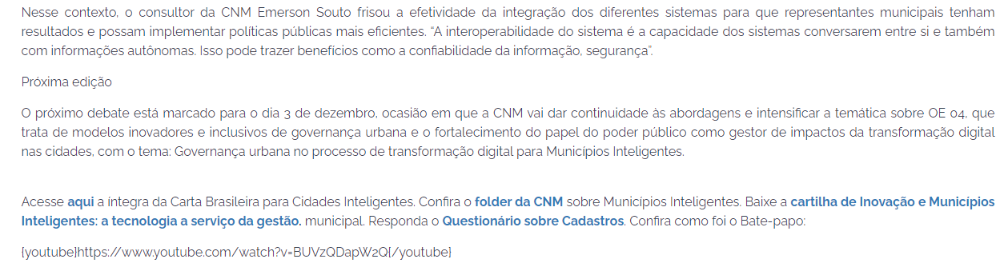 Nesse contexto, o consultor da CNM Emerson Souto frisou a efetividade da integração dos diferentes sistemas para que representantes municipais tenham
resultados e possam implementar políticas públicas mais eficientes. “A interoperabilidade do sistema é a capacidade dos sistemas conversarem entre si e também
com informações autônomas. Isso pode trazer benefícios como a confiabilidade da informação, segurança”.
Próxima edição
O próximo debate está marcado para o dia 3 de dezembro, ocasião em que a CNM vai dar continuidade às abordagens e intensificar a temática sobre OE 04, que
trata de modelos inovadores e inclusivos de governança urbana e o fortalecimento do papel do poder público como gestor de impactos da transformação digital
nas cidades, com o tema: Governança urbana no processo de transformação digital para Municípios Inteligentes.
Acesse aqui a íntegra da Carta Brasileira para Cidades Inteligentes. Confira o folder da CNM sobre Municípios Inteligentes. Baixe a cartilha de Inovação e Municípios
Inteligentes: a tecnologia a serviço da gestão. municipal. Responda o Questionário sobre Cadastros. Confira como foi o Bate-papo:
{youtube}https://www.youtube.com/watch?v=BUVzQDapW2Q{/youtube}